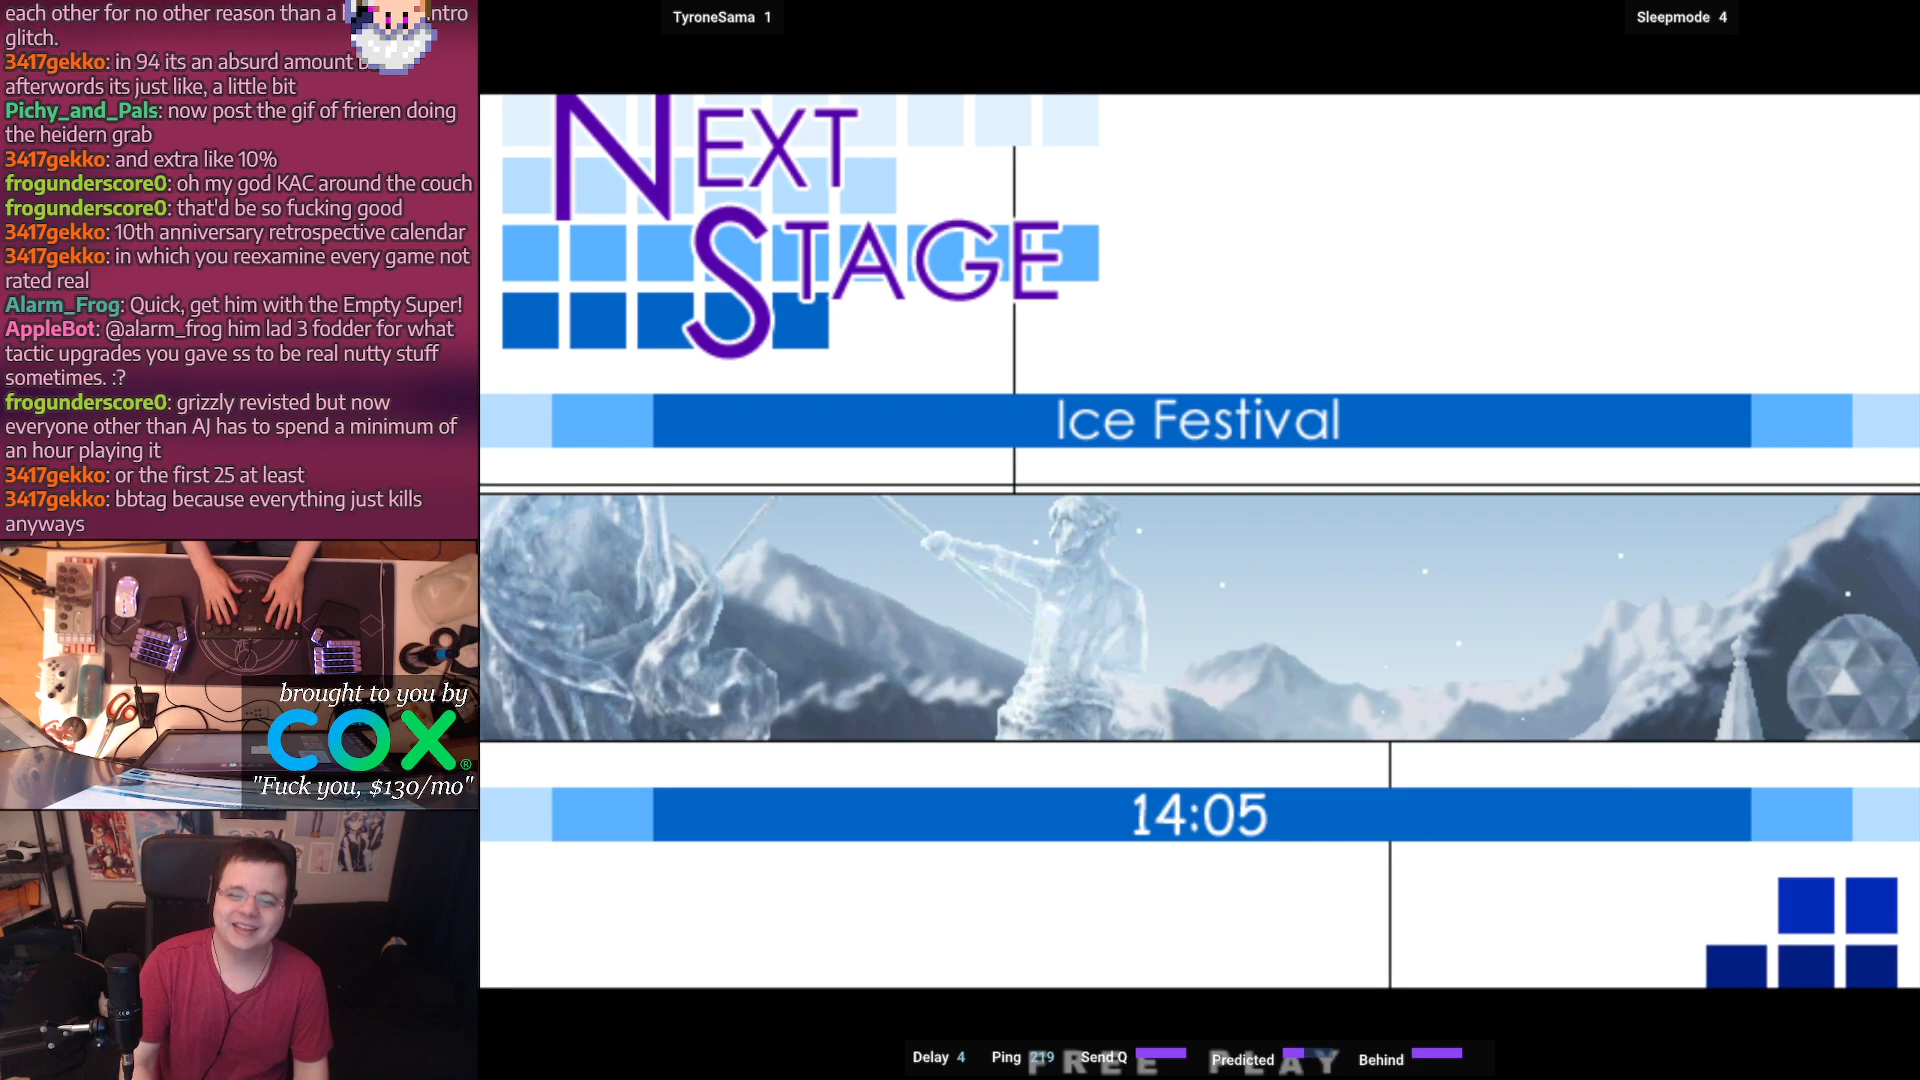 each other for no other reason than a
ntro
glitch.
3417gekko: in 94 its an absurd amount
afterwords its just like, a little bit
Pichy_and_Pals: now post the gif of frieren doing
the heidern grab
3417gekko: and extra like 10%
frogunderscore0: oh my god KAC around the couch
frogunderscore0: that'd be so fucking good
3417gekko: 10th anniversary retrospective calendar
3417gekko: in which you reexamine every game not
rated real
Alarm_Frog: Quick, get him with the Empty Super!
AppleBot: @alarm_frog him lad 3 fodder for what
tactic upgrades you gave ss to be real nutty stuff
sometimes. :?
frogunderscore0: grizzly revisted but now
everyone other than AJ has to spend a minimum of
an hour playing it
3417gekko: or the first 25 at least
3417gekko: bbtag because everything just kills
anyways
brought to you by
COX®
"Fuck you, $130/mo"
TyroneSama 1
Sleepmode 4
NEXT
STAGE
Ice Festival
14:05
Delay 4 Ping 219 Send Q Predicted Behind
FREE PLAY